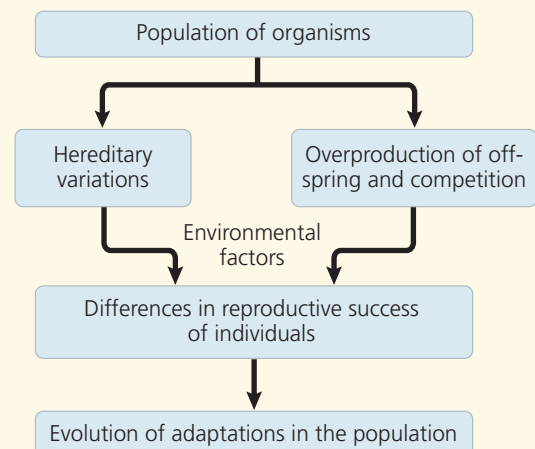 Population of organisms
Hereditary
variations
Overproduction of off-
spring and competition
Environmental
factors
Differences in reproductive success
of individuals
Evolution of adaptations in the population